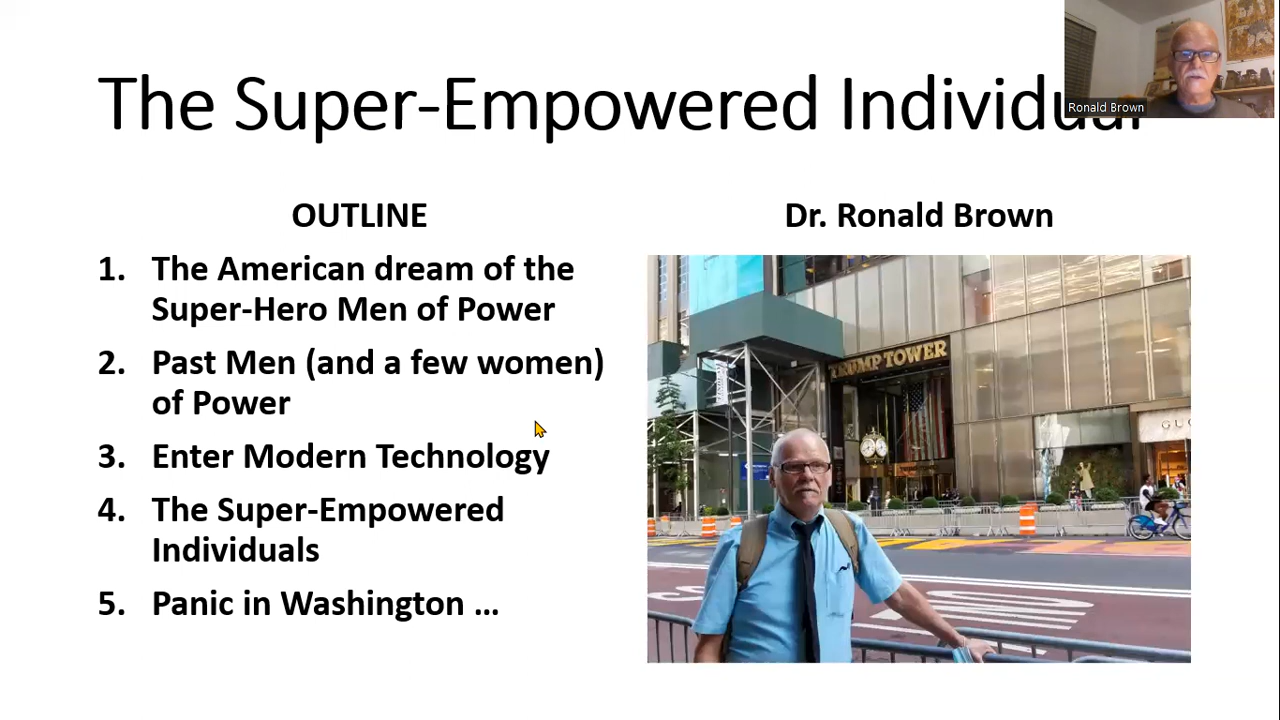 The Super-Empowered Individual
Ronald Brown
OUTLINE
1. The American dream of the
Super-Hero Men of Power
2. Past Men (and a few women)
of Power
3. Enter Modern Technology
4. The Super-Empowered
Individuals
5. Panic in Washington ...
Dr. Ronald Brown
TRUMP TOWER